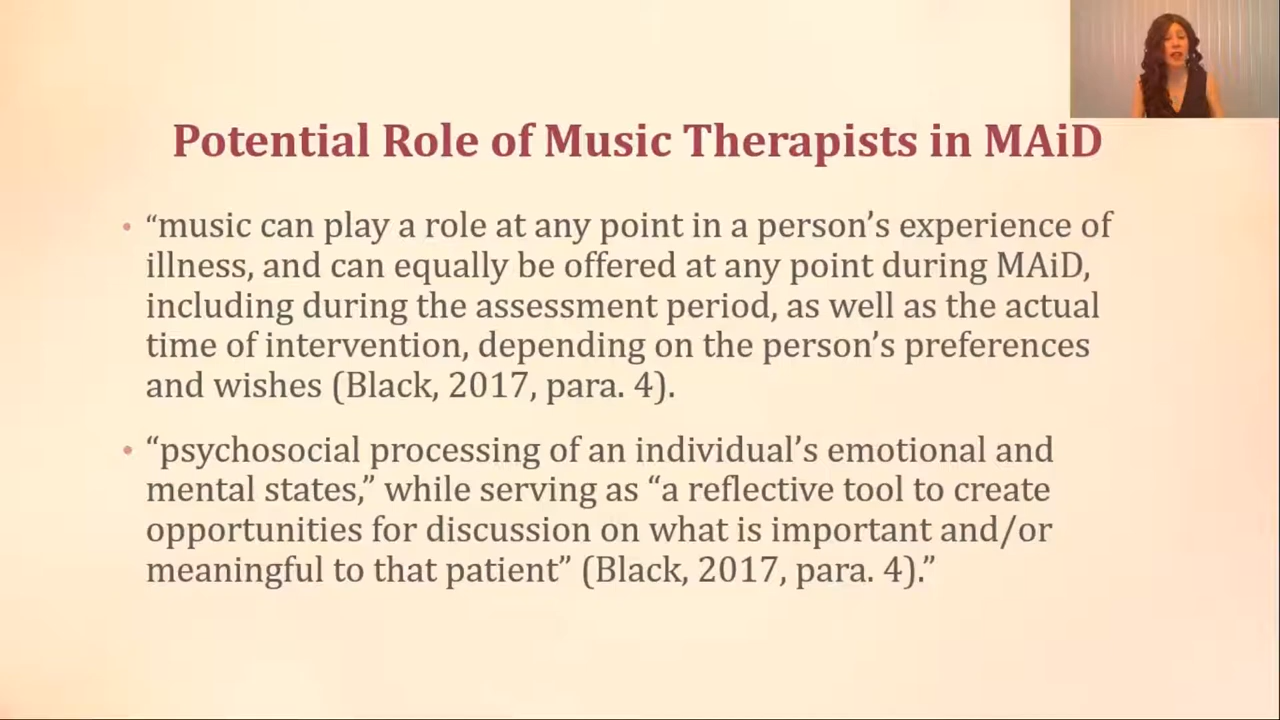 Potential Role of Music Therapists in MAiD
• “music can play a role at any point in a person’s experience of
illness, and can equally be offered at any point during MAiD,
including during the assessment period, as well as the actual
time of intervention, depending on the person’s preferences
and wishes (Black, 2017, para. 4).
• “psychosocial processing of an individual’s emotional and
mental states,” while serving as “a reflective tool to create
opportunities for discussion on what is important and/or
meaningful to that patient” (Black, 2017, para. 4).”